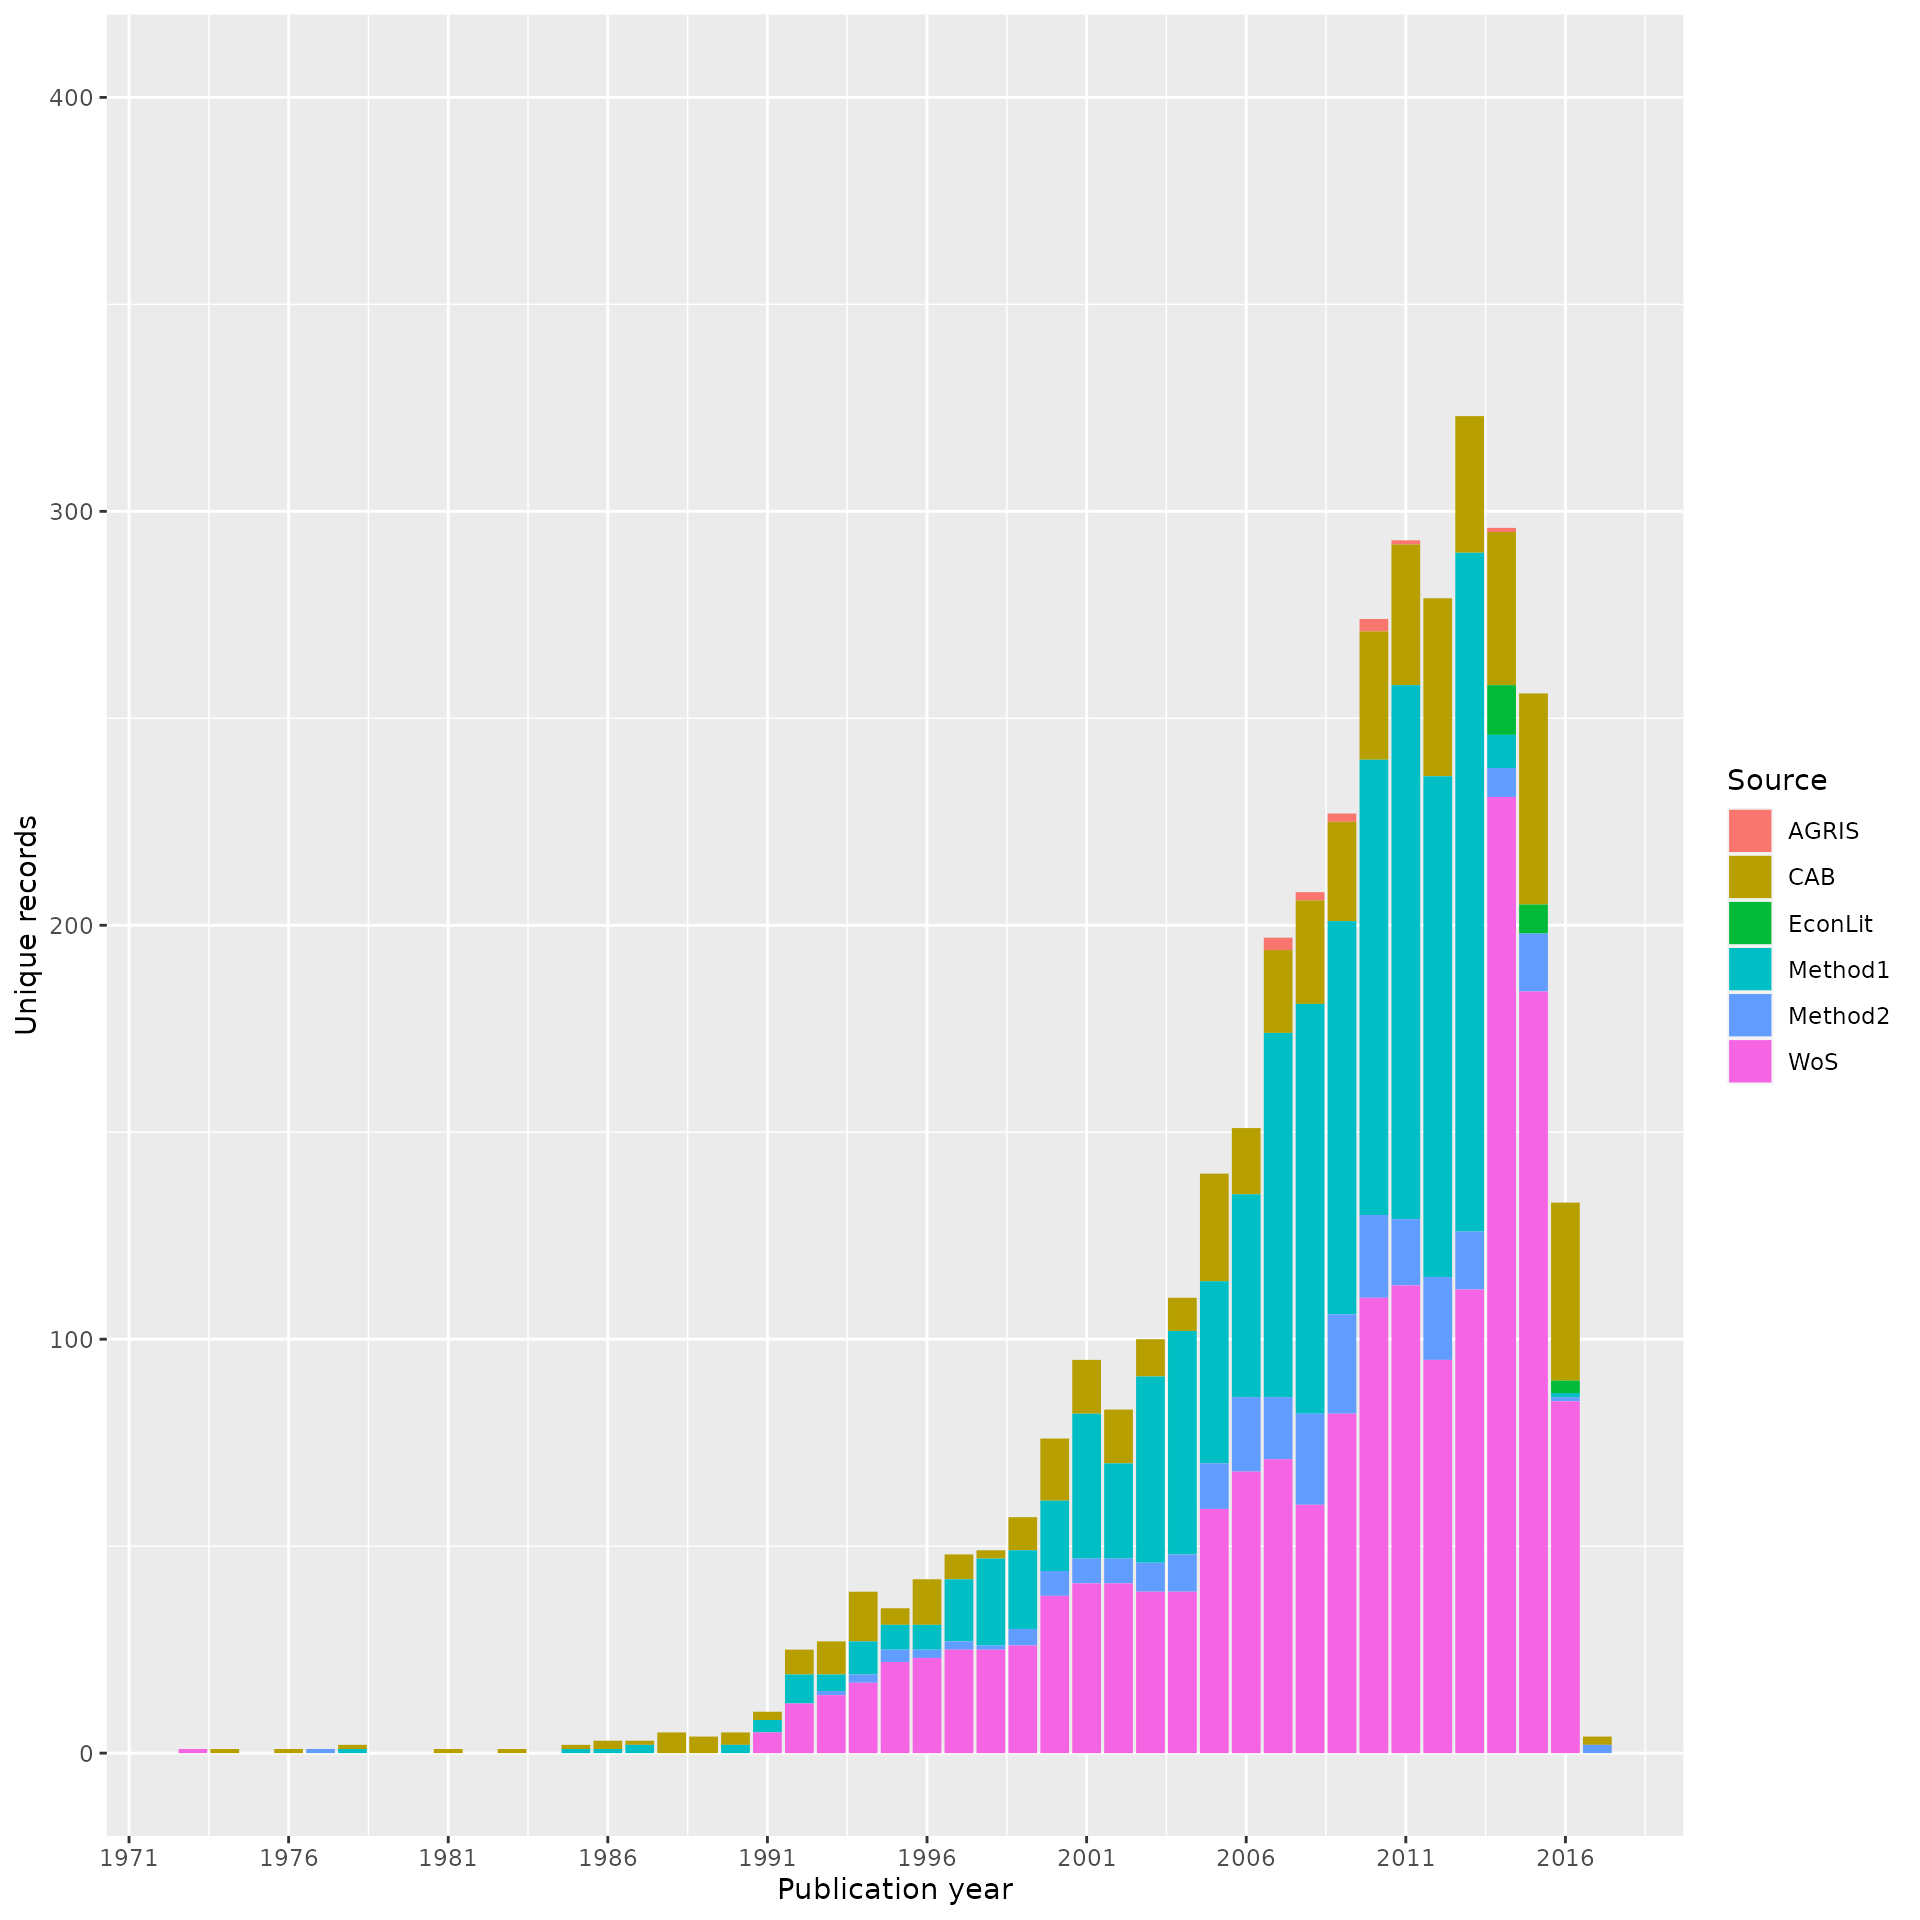 400
300
200
100
0
Unique records
1971 1976 1981 1986 1991 1996 2001 2006 2011 2016
Publication year
Source
AGRIS
CAB
EconLit
Method1
Method2
WoS